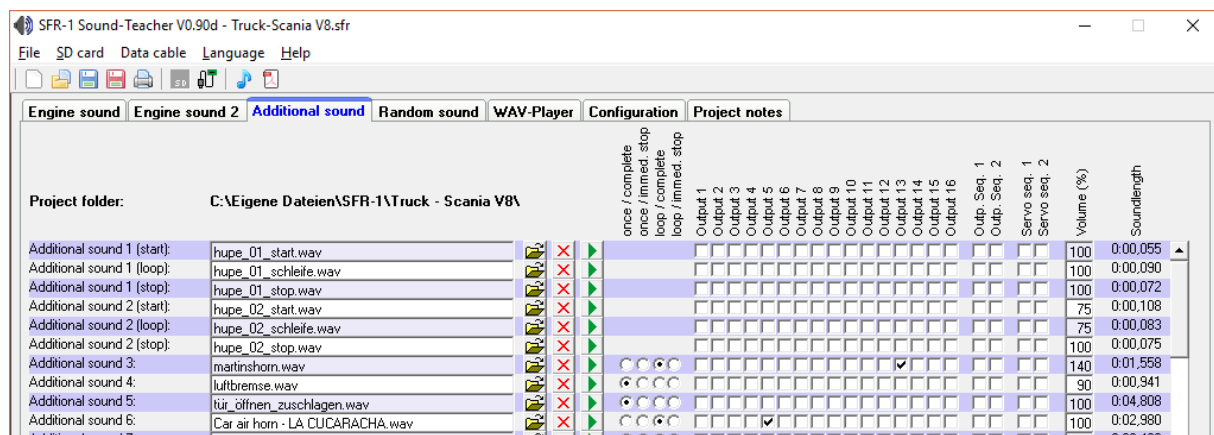 SFR-1 Sound-Teacher V0.90d - Truck-Scania V8.sfr
File SD card Data cable Language Help
Engine sound Engine sound 2 Additional sound Random sound WAV-Player Configuration Project notes
once / complete
once / immed. stop
loop / complete
loop / immed. stop
Output 1
Output 2
Output 3
Output 4
Output 5
Output 6
Output 7
Output 8
Output 9
Output 10
Output 11
Output 12
Output 13
Output 14
Output 15
Output 16
Outp. Seq. 1
Outp. Seq. 2
Servo seq. 1
Servo seq. 2
Volume (%)
Soundlength
Project folder: C:\Eigene Dateien\SFR-1\Truck - Scania V8\
Additional sound 1 (start): hupe_01_start.wav 100 0:00,055
Additional sound 1 (loop): hupe_01_schleife.wav 100 0:00,090
Additional sound 1 (stop): hupe_01_stop.wav 100 0:00,072
Additional sound 2 (start): hupe_02_start.wav 75 0:00,108
Additional sound 2 (loop): hupe_02_schleife.wav 75 0:00,083
Additional sound 2 (stop): hupe_02_stop.wav 100 0:00,075
Additional sound 3: martinshorn.wav 140 0:01,558
Additional sound 4: luftbremse.wav 90 0:00,941
Additional sound 5: tür_öffnen_zuschlagen.wav 100 0:04,808
Additional sound 6: Car air horn - LA CUCARACHA.wav 100 0:02,980